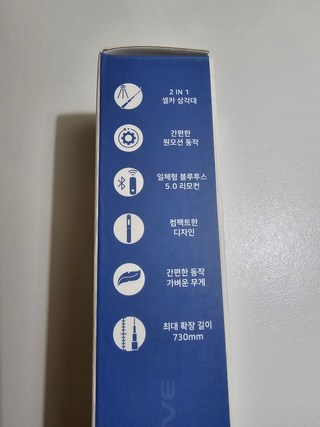 2 IN 1
셀카 삼각대
간편한
원모션 동작
일체형 블루투스
5.0 리모컨
컴팩트한
디자인
간편한 동작
가벼운 무게
최대 확장 길이
730mm